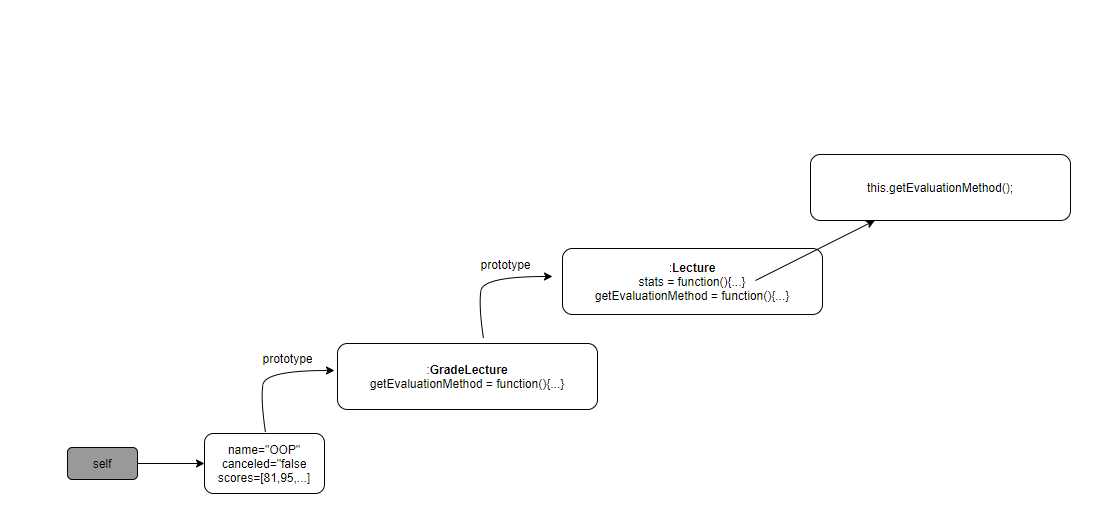 this.getEvaluationMethod();
prototype
:Lecture
stats = function(){...}
getEvaluationMethod = function(){...}
prototype
:GradeLecture
getEvaluationMethod = function(){...}
self
name="OOP"
canceled="false
scores=[81,95,...]